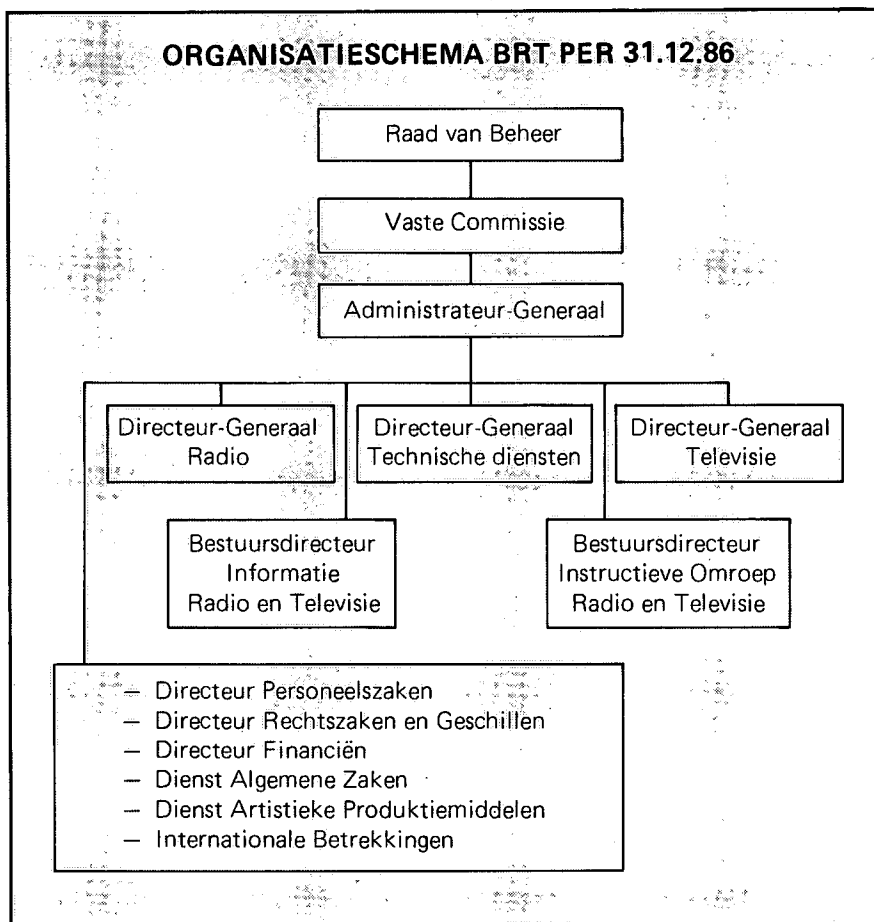 ORGANISATIESCHEMA BRT PER 31.12.86
Raad van Beheer
Vaste Commissie
Administrateur-Generaal
Directeur-Generaal
Radio
Directeur-Generaal
Technische diensten
Directeur-Generaal
Televisie
Bestuursdirecteur
Informatie
Radio en Televisie
Bestuursdirecteur
Instructieve Omroep
Radio en Televisie
— Directeur Personeelszaken
— Directeur Rechtszaken en Geschillen
— Directeur Financiën
— Dienst Algemene Zaken
— Dienst Artistieke Produktiemiddelen
— Internationale Betrekkingen